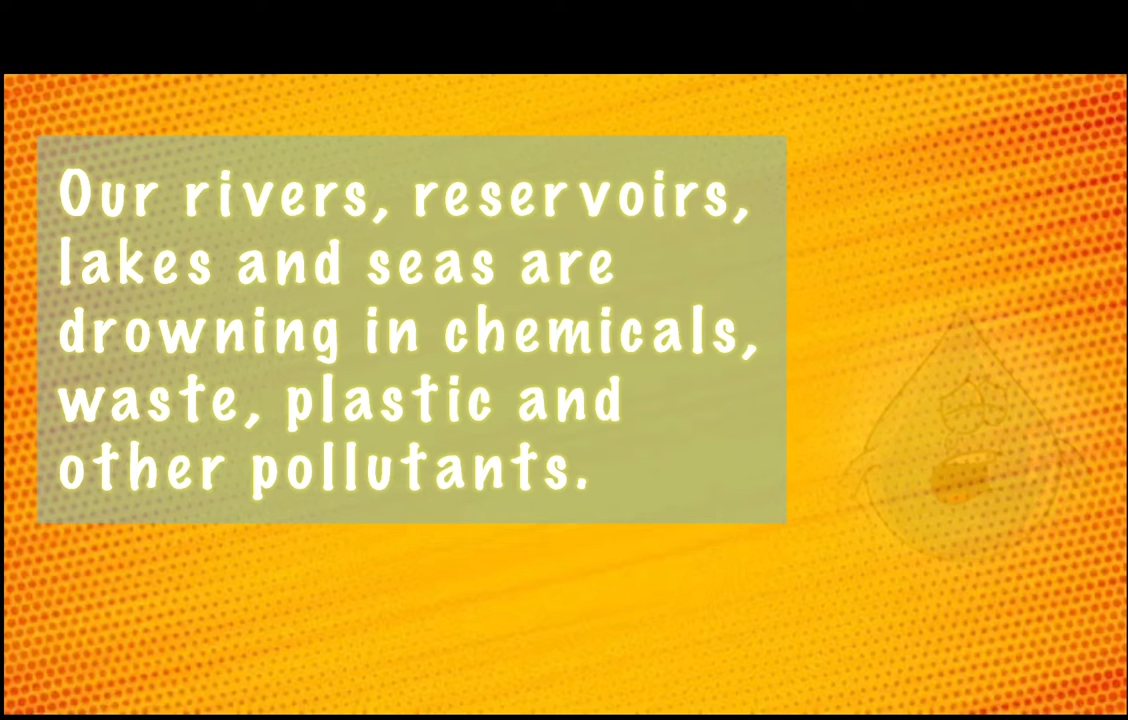 Our rivers, reservoirs,
lakes and seas are
drowning in chemicals,
waste, plastic and
other pollutants.